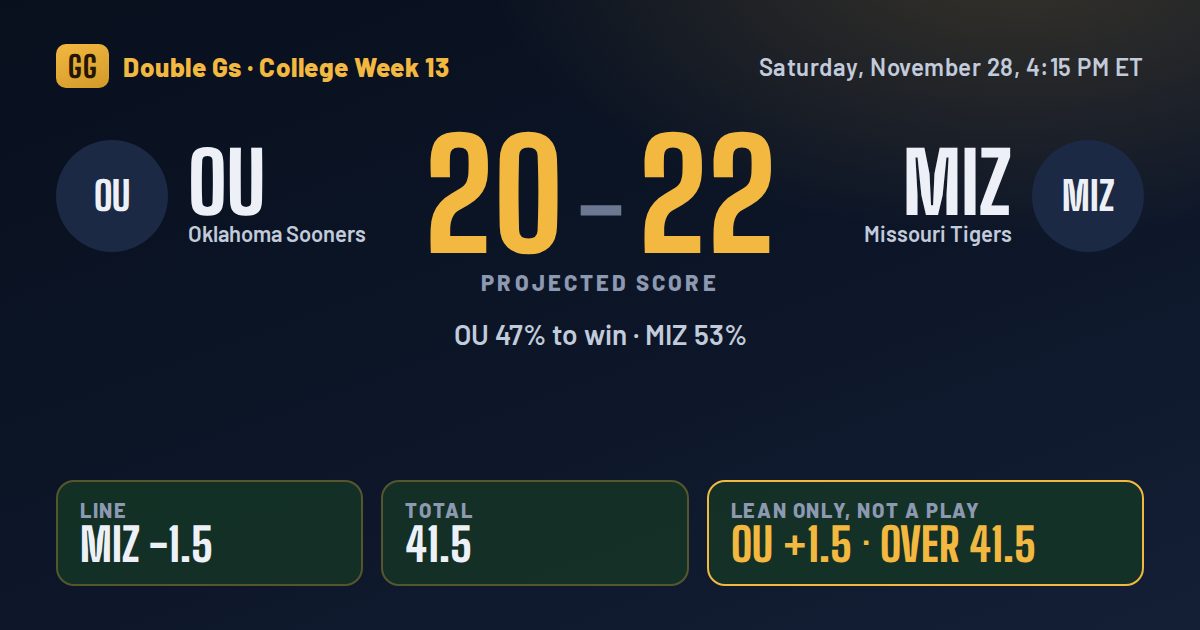 GG Double Gs · College Week 13
Saturday, November 28, 4:15 PM ET
OU
OU
Oklahoma Sooners
20 – 22
PROJECTED SCORE
OU 47% to win · MIZ 53%
MIZ
Missouri Tigers
MIZ
LINE
MIZ −1.5
TOTAL
41.5
LEAN ONLY, NOT A PLAY
OU +1.5 · OVER 41.5